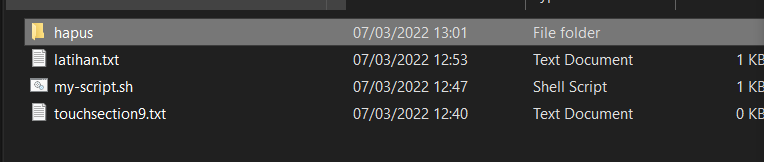 hapus 07/03/2022 13:01 File folder
latihan.txt 07/03/2022 12:53 Text Document 1 KB
my-script.sh 07/03/2022 12:47 Shell Script 1 KB
touchsection9.txt 07/03/2022 12:40 Text Document 0 KB